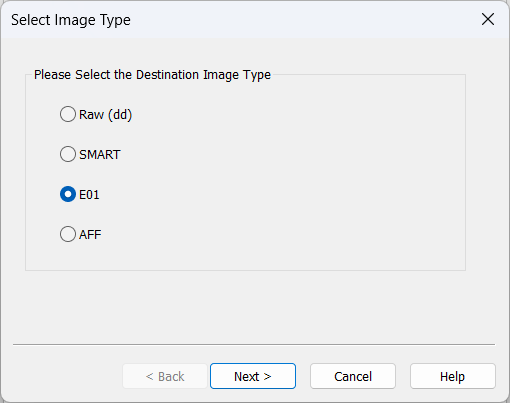 Select Image Type
Please Select the Destination Image Type
Raw (dd)
SMART
E01
AFF
< Back Next > Cancel Help